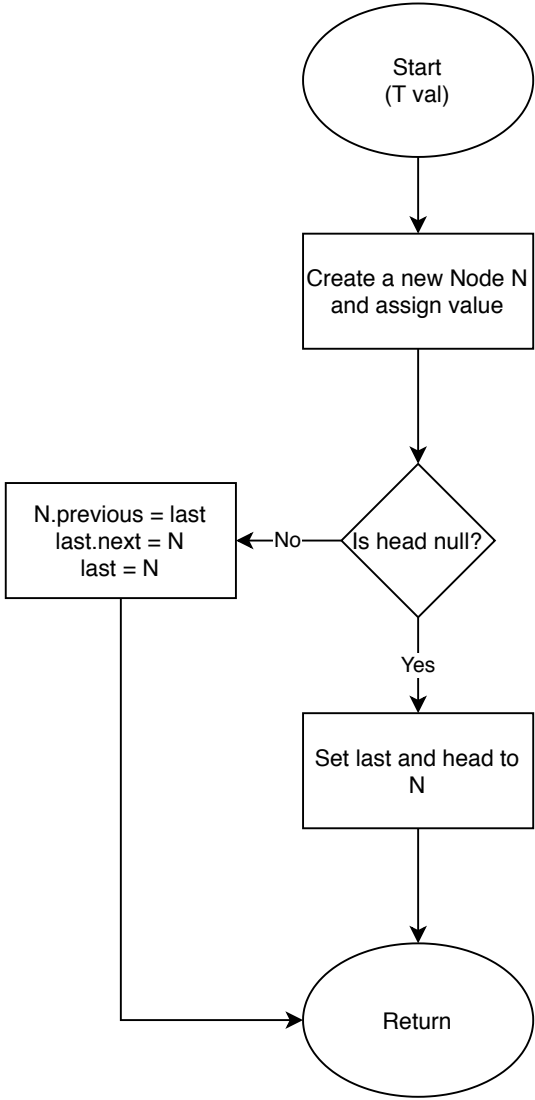 Start
(T val)
Create a new Node N
and assign value
Is head null?
No
N.previous = last
last.next = N
last = N
Yes
Set last and head to
N
Return